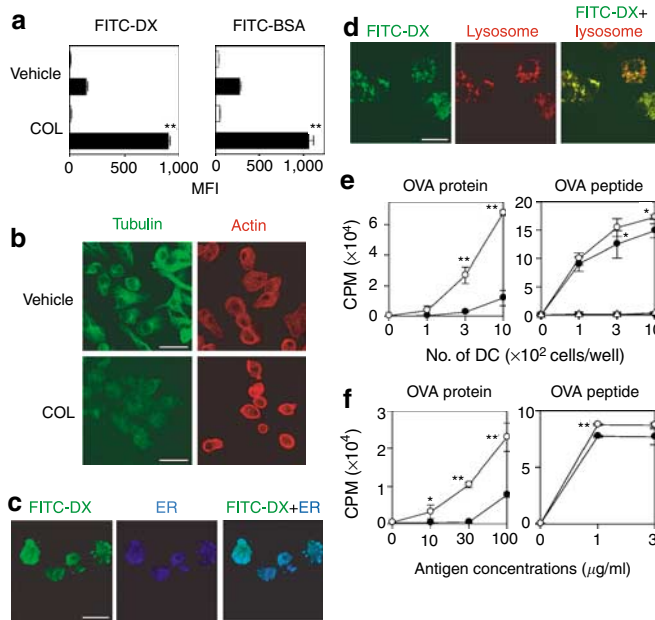 a
FITC-DX
FITC-BSA
Vehicle
**
**
COL
0 500 1,000 0 500 1,000
MFI
b
Tubulin
Actin
Vehicle
COL
c
FITC-DX
ER
FITC-DX+ER
d
FITC-DX
Lysosome
FITC-DX+
lysosome
e
OVA protein
OVA peptide
CPM (×10⁴)
6
4
2
0
**
**
20
15
10
5
0
*
*
0 1 3 10
0 1 3 10
No. of DC (×10² cells/well)
f
OVA protein
OVA peptide
CPM (×10⁴)
3
2
1
0
*
**
**
10
5
0
**
0 10 30 100
0 1 3
Antigen concentrations (μg/ml)